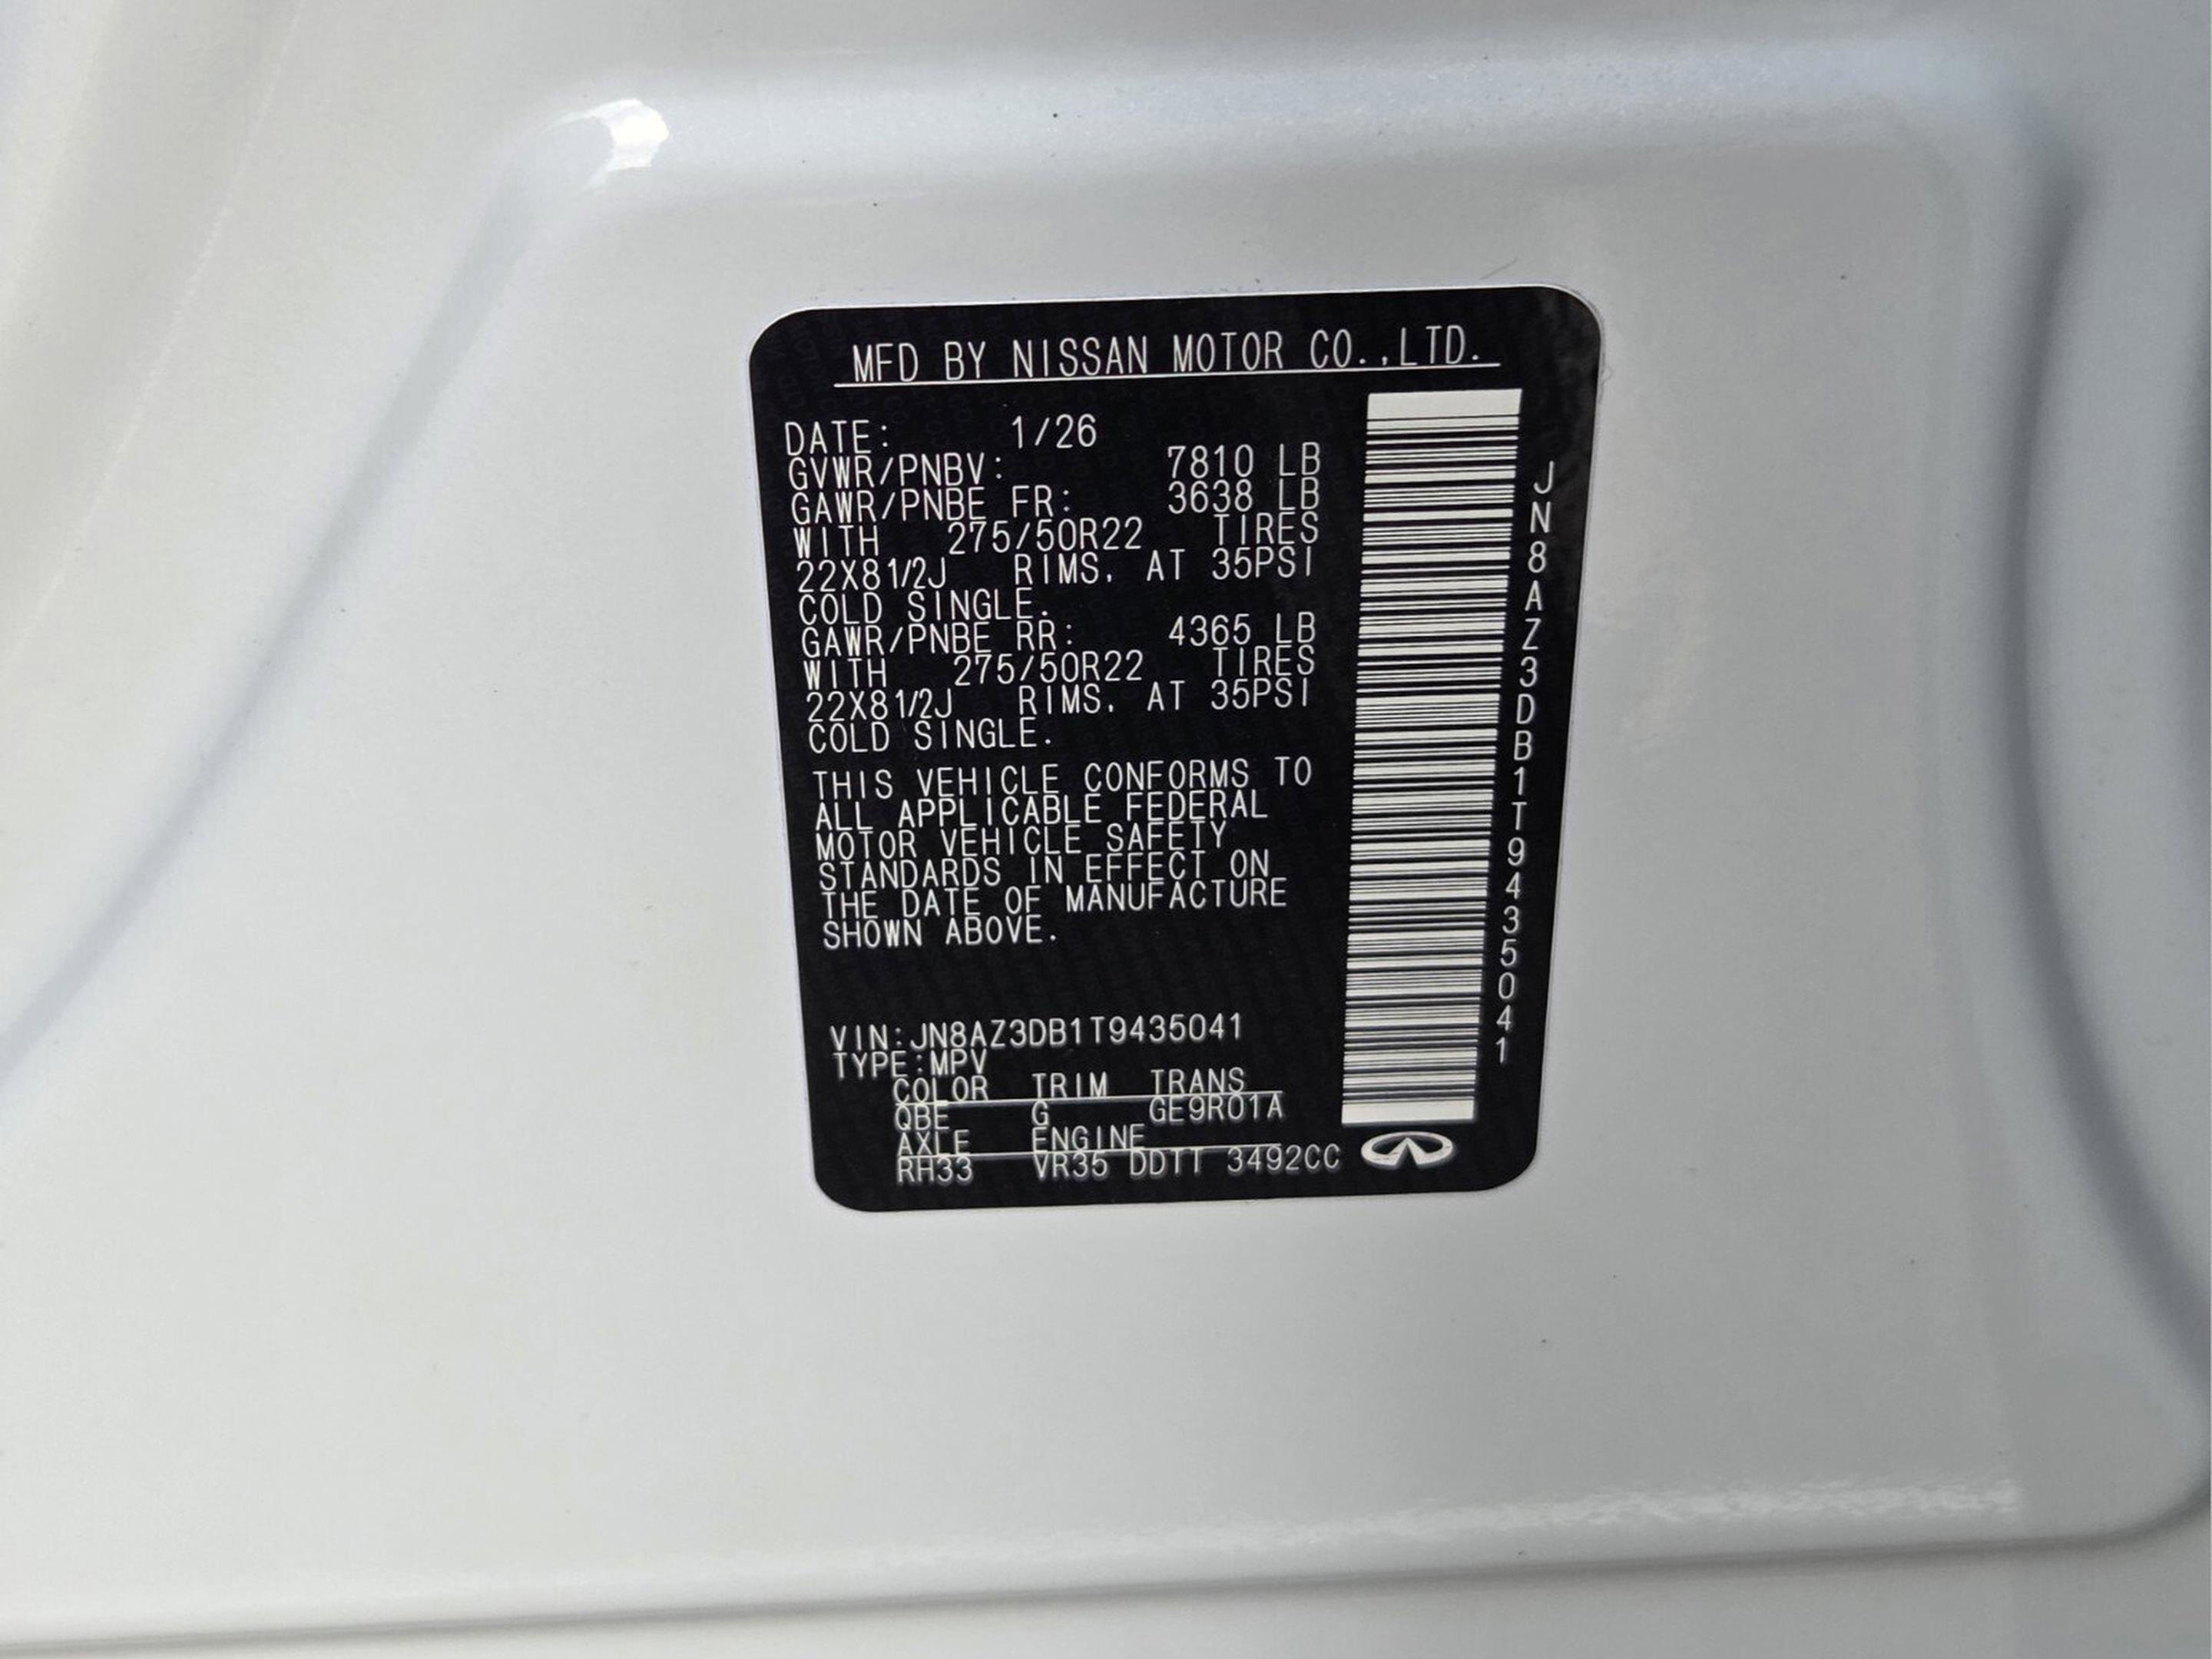 MFD BY NISSAN MOTOR CO.,LTD.
DATE: 1/26
GVWR/PNBV: 7810 LB
GAWR/PNBE FR: 3638 LB
WITH 275/50R22 TIRES
22X8 1/2J RIMS, AT 35PSI
COLD SINGLE.
GAWR/PNBE RR: 4365 LB
WITH 275/50R22 TIRES
22X8 1/2J RIMS, AT 35PSI
COLD SINGLE.
THIS VEHICLE CONFORMS TO
ALL APPLICABLE FEDERAL
MOTOR VEHICLE SAFETY
STANDARDS IN EFFECT ON
THE DATE OF MANUFACTURE
SHOWN ABOVE.
VIN:JN8AZ3DB1T9435041
TYPE:MPV
COLOR TRIM TRANS
QBE G GE9R01A
AXLE ENGINE
RH33 VR35 DDTT 3492CC
JN8AZ3DB1T9435041